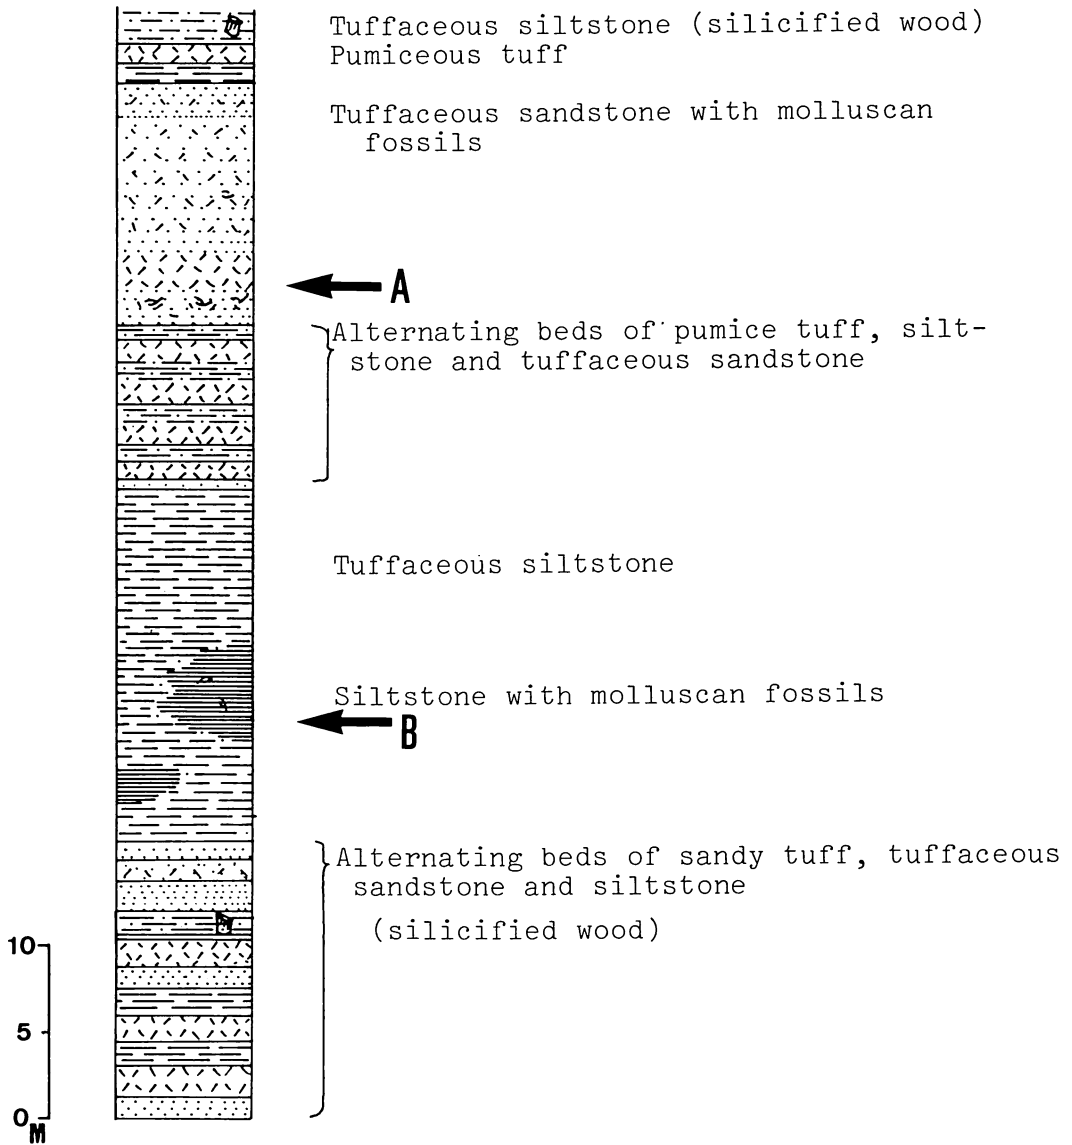 Tuffaceous siltstone (silicified wood)
Pumiceous tuff
Tuffaceous sandstone with molluscan
fossils
A
Alternating beds of pumice tuff, silt-
stone and tuffaceous sandstone
Tuffaceous siltstone
Siltstone with molluscan fossils
B
Alternating beds of sandy tuff, tuffaceous
sandstone and siltstone
(silicified wood)
10
5
0
M